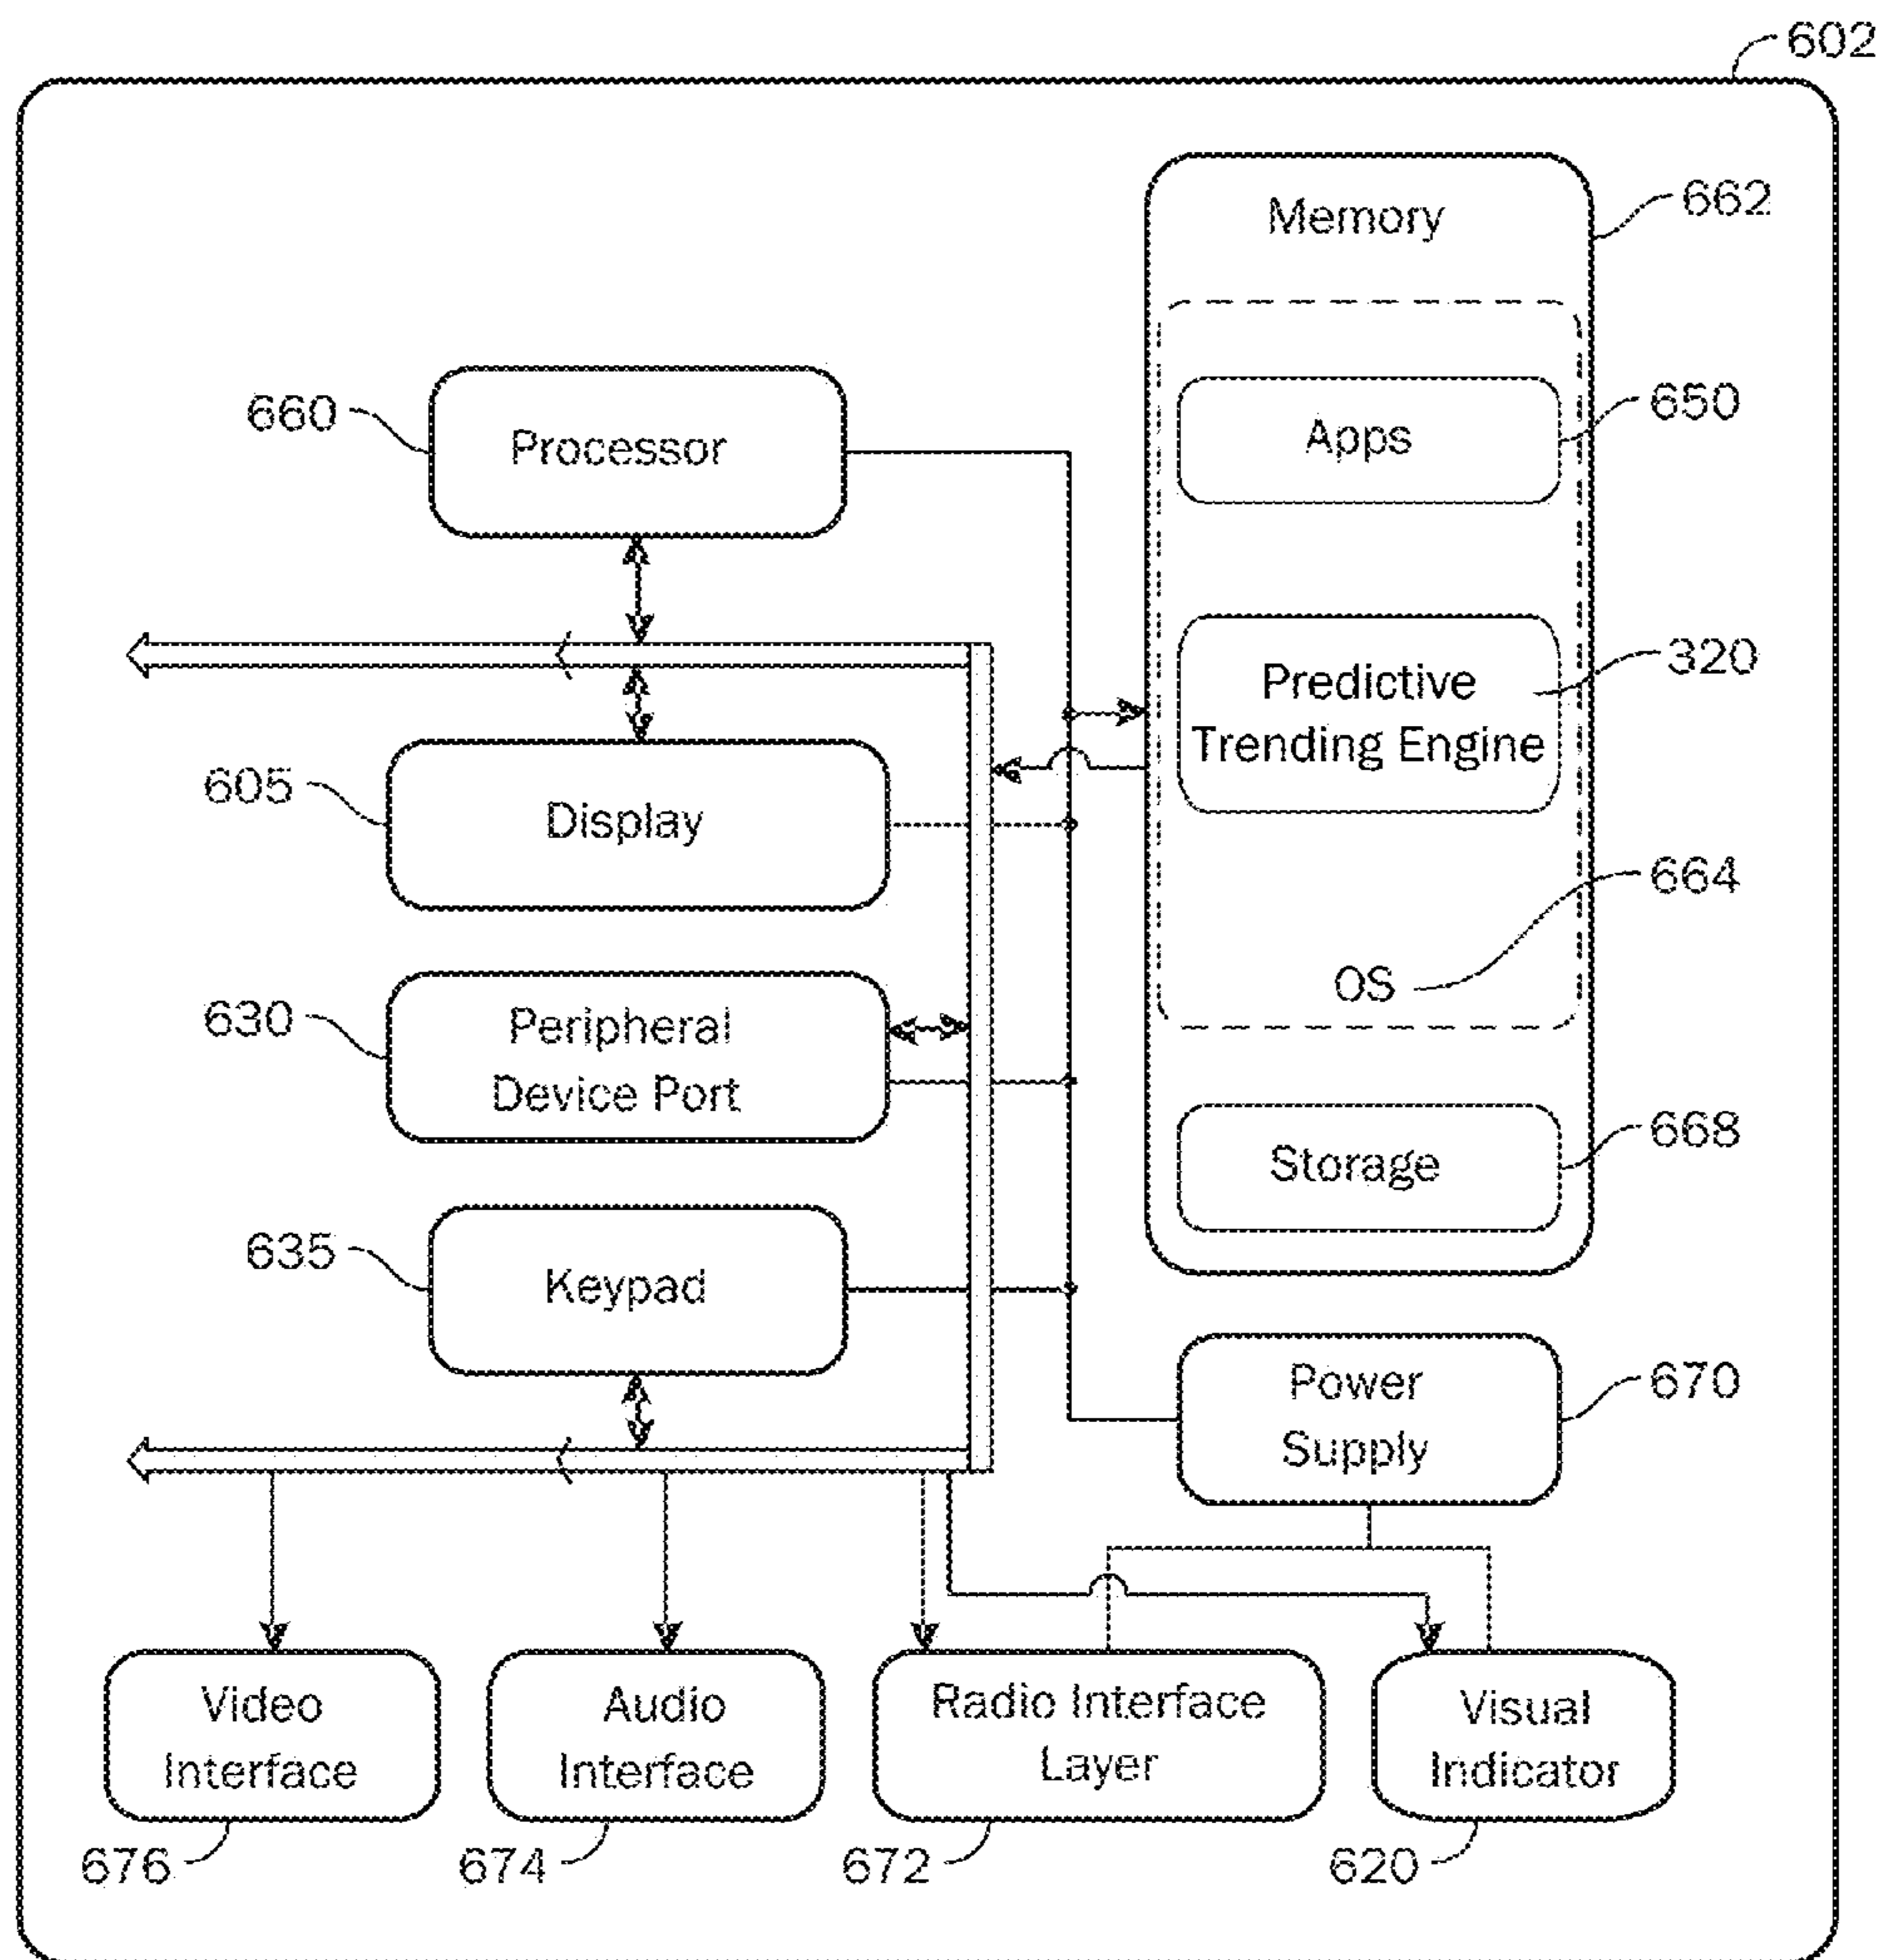 602
Memory
662
660
Processor
Apps
650
Predictive
Trending Engine
320
605
Display
664
OS
630
Peripheral
Device Port
Storage
668
635
Keypad
Power
Supply
670
Video
Interface
Audio
Interface
Radio Interface
Layer
Visual
Indicator
676
674
672
620